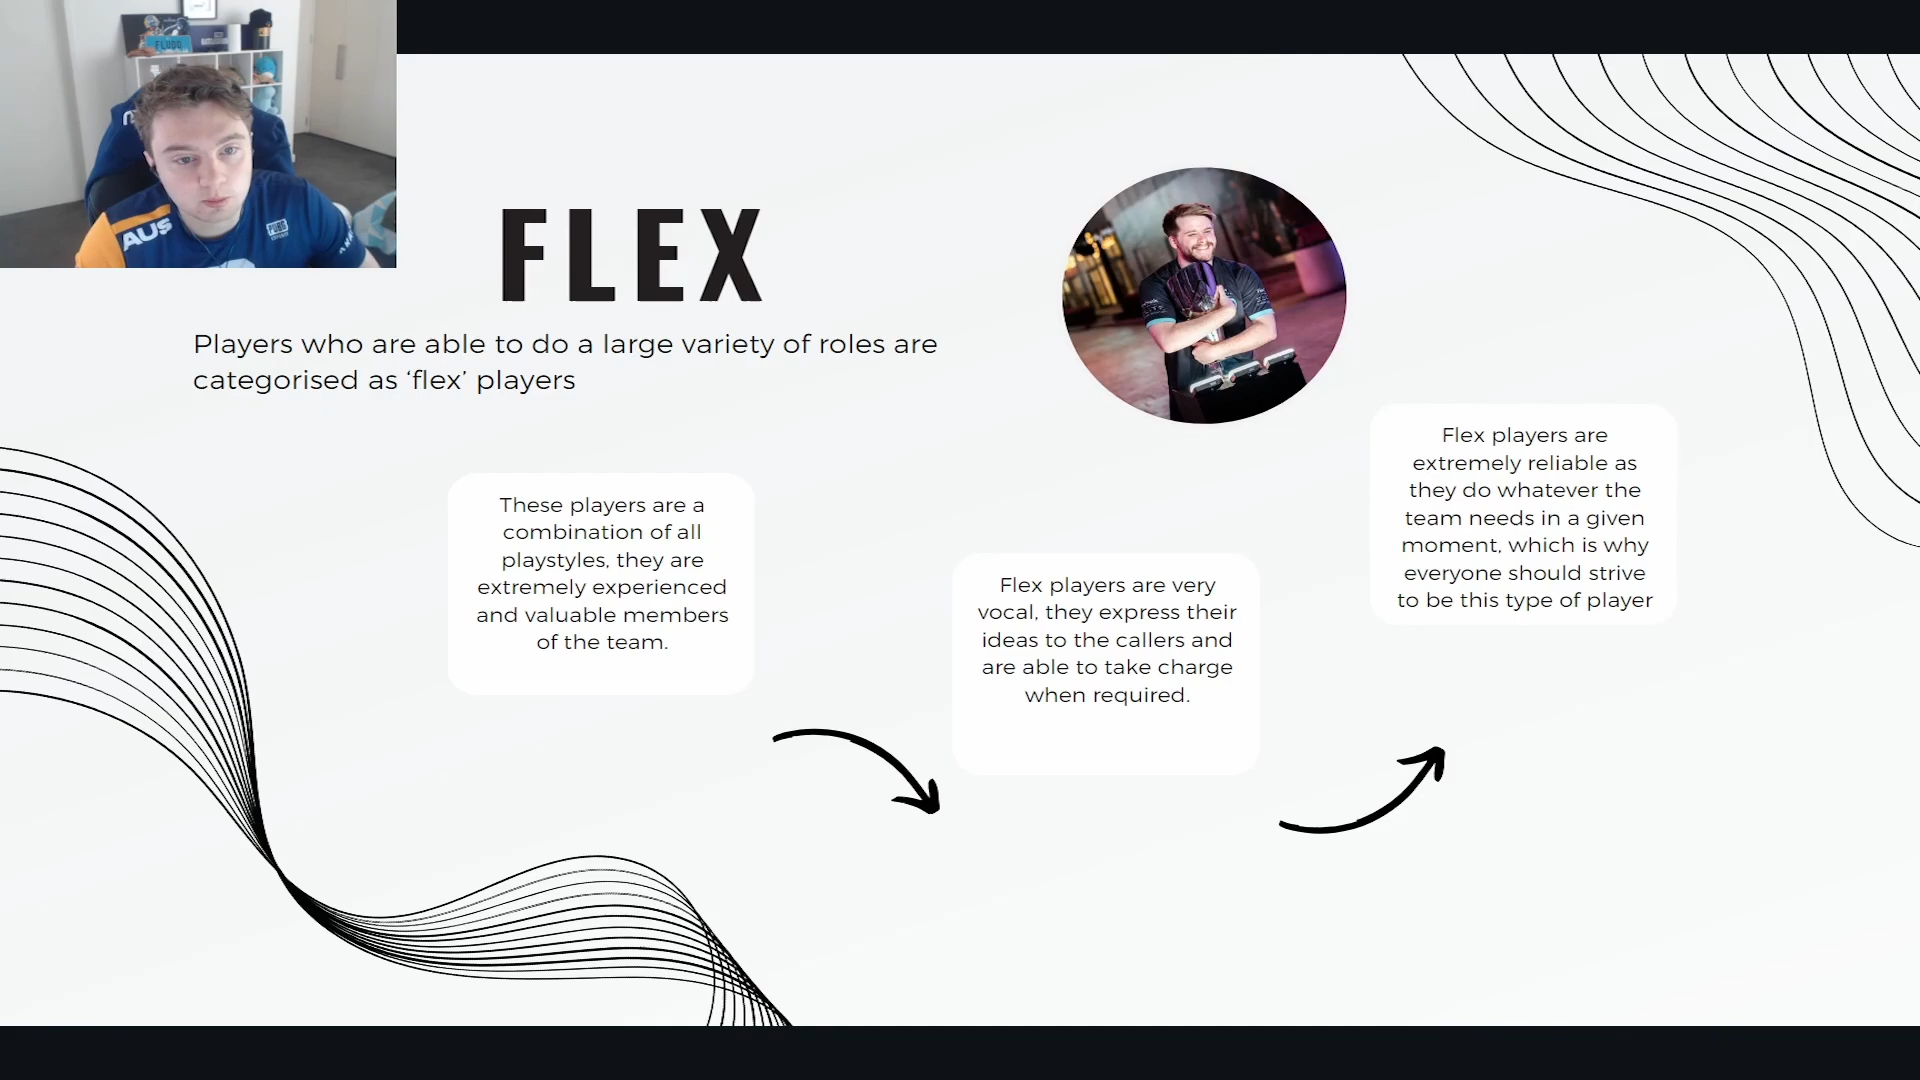 FLUDD
AUS
PUBG
FLEX
Players who are able to do a large variety of roles are
categorised as ‘flex’ players
These players are a
combination of all
playstyles, they are
extremely experienced
and valuable members
of the team.
Flex players are very
vocal, they express their
ideas to the callers and
are able to take charge
when required.
Flex players are
extremely reliable as
they do whatever the
team needs in a given
moment, which is why
everyone should strive
to be this type of player